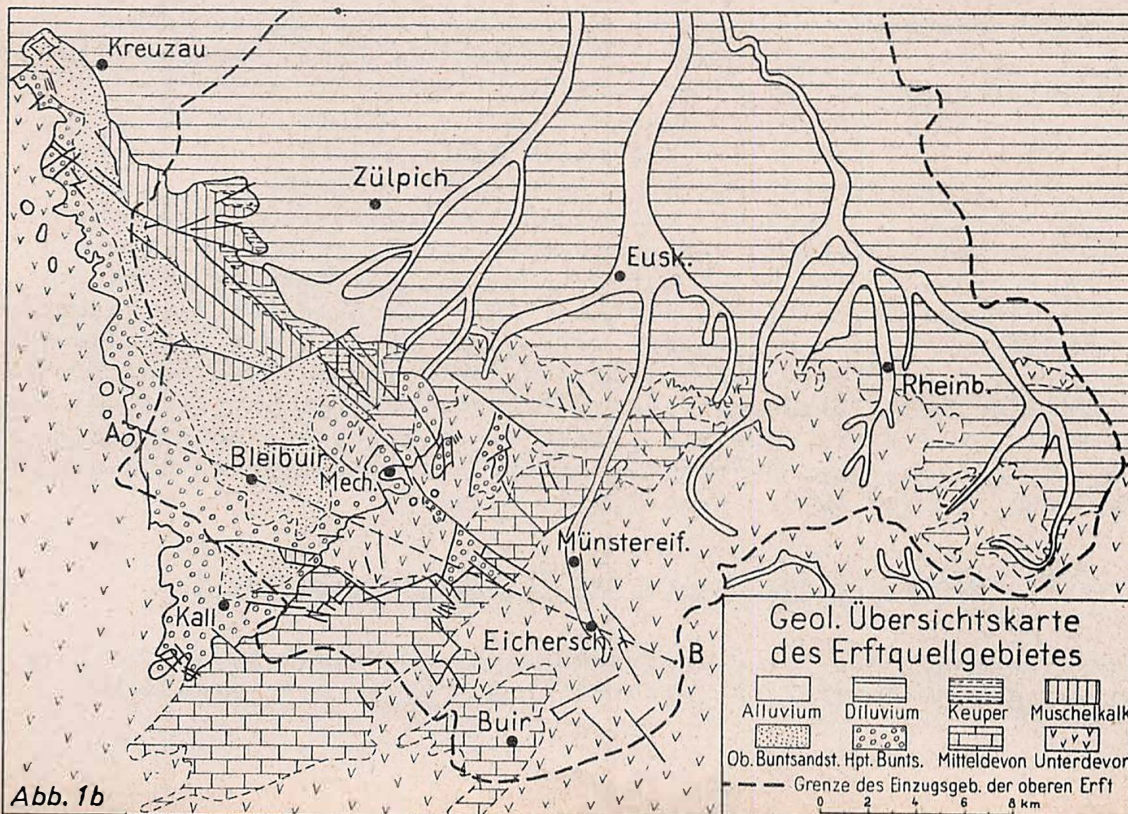 Kreuzau
Zülpich
Eusk.
Rheinb.
A
Bleibuir
Mech.
Münstereif.
Kall
Eichersch.
B
Buir
Geol. Übersichtskarte
des Erftquellgebietes
Alluvium Diluvium Keuper Muschelkalk
Ob. Buntsandst. Hpt. Bunts. Mitteldevon Unterdevon
Grenze des Einzugsgeb. der oberen Erft
0 2 4 6 8 km
Abb. 1b